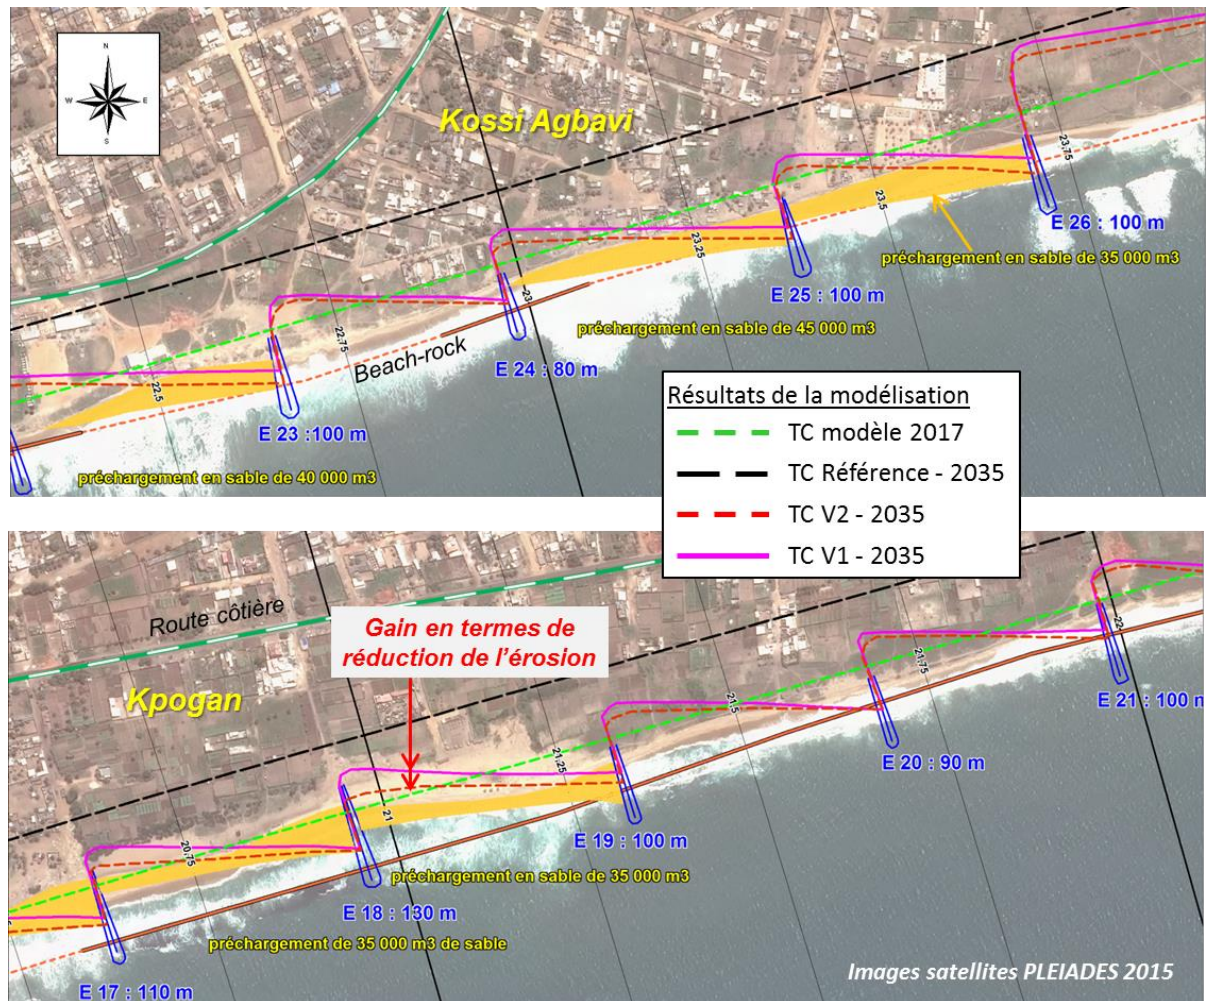 N
W
E
S
Kossi Agbavi
23,75
23,5
E 26 : 100 m
préchargement en sable de 35 000 m3
23,25
E 25 : 100 m
23
préchargement en sable de 45 000 m3
22,75
Beach-rock
E 24 : 80 m
22,5
E 23 :100 m
préchargement en sable de 40 000 m3
Résultats de la modélisation
TC modèle 2017
TC Référence - 2035
TC V2 - 2035
TC V1 - 2035
Route côtière
Gain en termes de
réduction de l'érosion
Kpogan
22
21,75
E 21 : 100 m
21,5
E 20 : 90 m
21,25
21
E 19 : 100 m
20,75
préchargement en sable de 35 000 m3
E 18 : 130 m
préchargement de 35 000 m3 de sable
Images satellites PLEIADES 2015
E 17 : 110 m